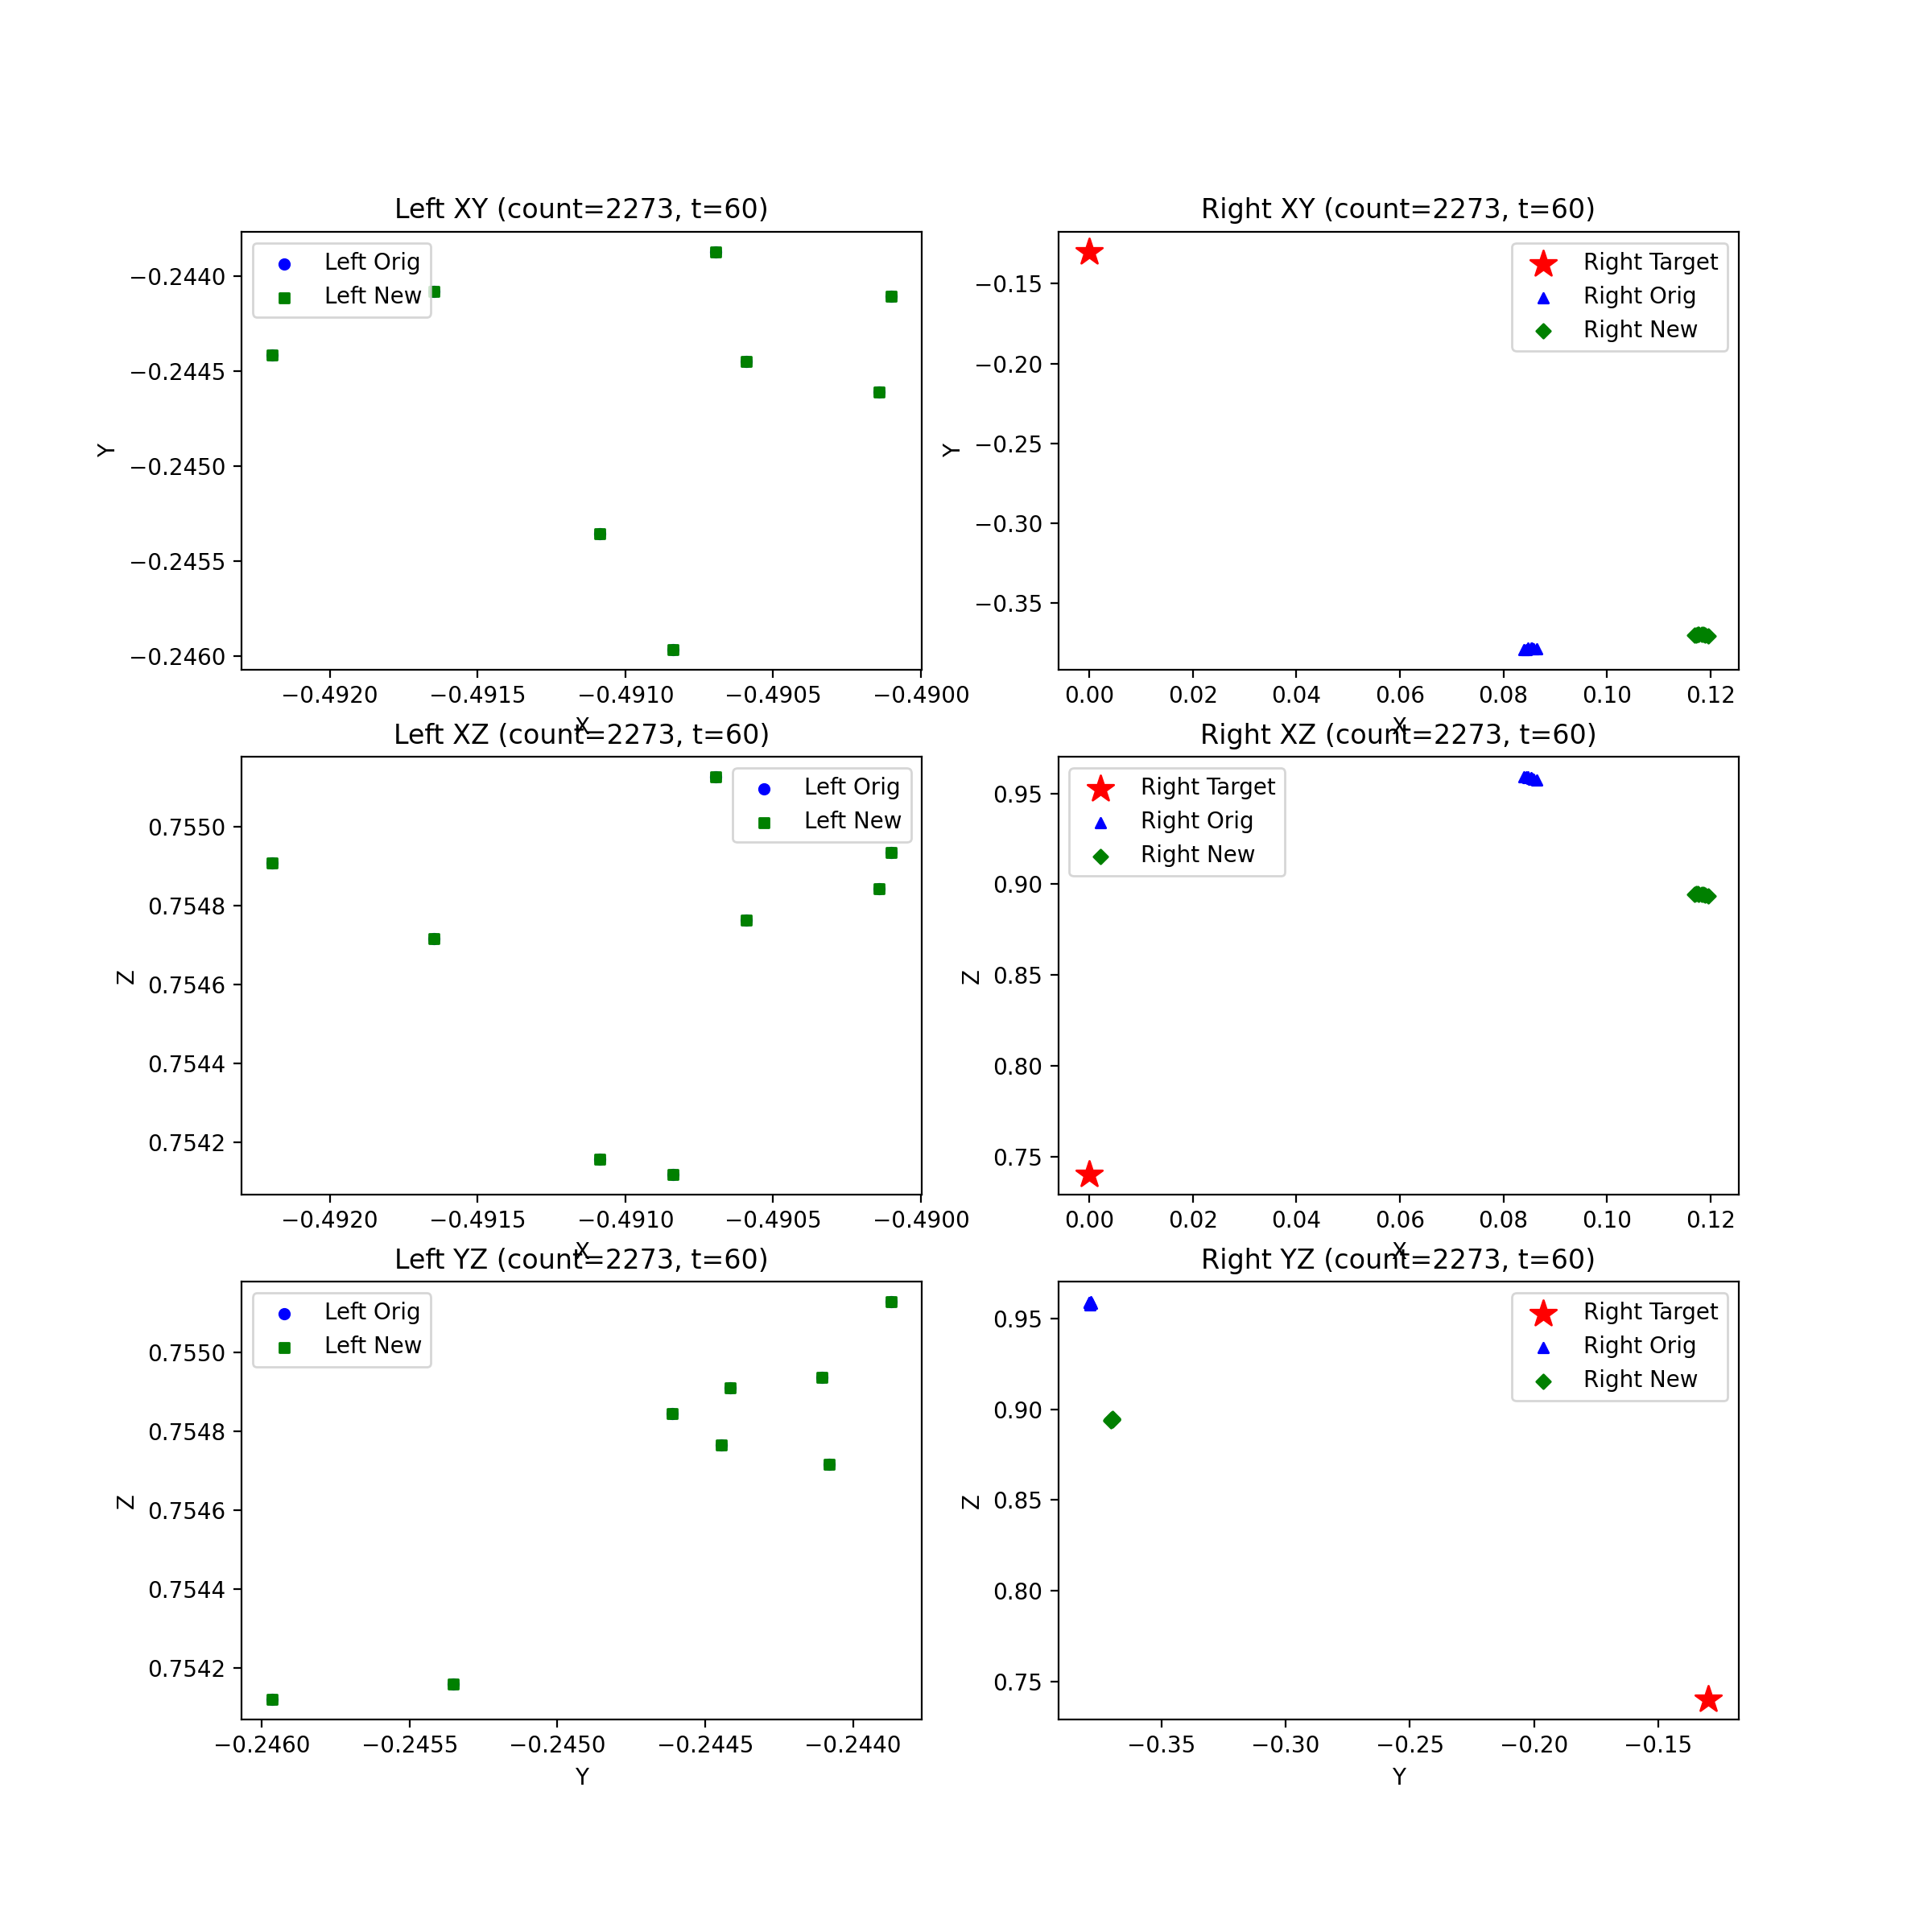 Left XY (count=2273, t=60)
Left Orig
Left New
−0.2440
−0.2445
−0.2450
−0.2455
−0.2460
Y
−0.4920
−0.4915
−0.4910
−0.4905
−0.4900
X
Right XY (count=2273, t=60)
Right Target
Right Orig
Right New
−0.15
−0.20
−0.25
−0.30
−0.35
Y
0.00
0.02
0.04
0.06
0.08
0.10
0.12
X
Left XZ (count=2273, t=60)
Left Orig
Left New
0.7550
0.7548
0.7546
0.7544
0.7542
Z
−0.4920
−0.4915
−0.4910
−0.4905
−0.4900
X
Right XZ (count=2273, t=60)
Right Target
Right Orig
Right New
0.95
0.90
0.85
0.80
0.75
Z
0.00
0.02
0.04
0.06
0.08
0.10
0.12
X
Left YZ (count=2273, t=60)
Left Orig
Left New
0.7550
0.7548
0.7546
0.7544
0.7542
Z
−0.2460
−0.2455
−0.2450
−0.2445
−0.2440
Y
Right YZ (count=2273, t=60)
Right Target
Right Orig
Right New
0.95
0.90
0.85
0.80
0.75
Z
−0.35
−0.30
−0.25
−0.20
−0.15
Y